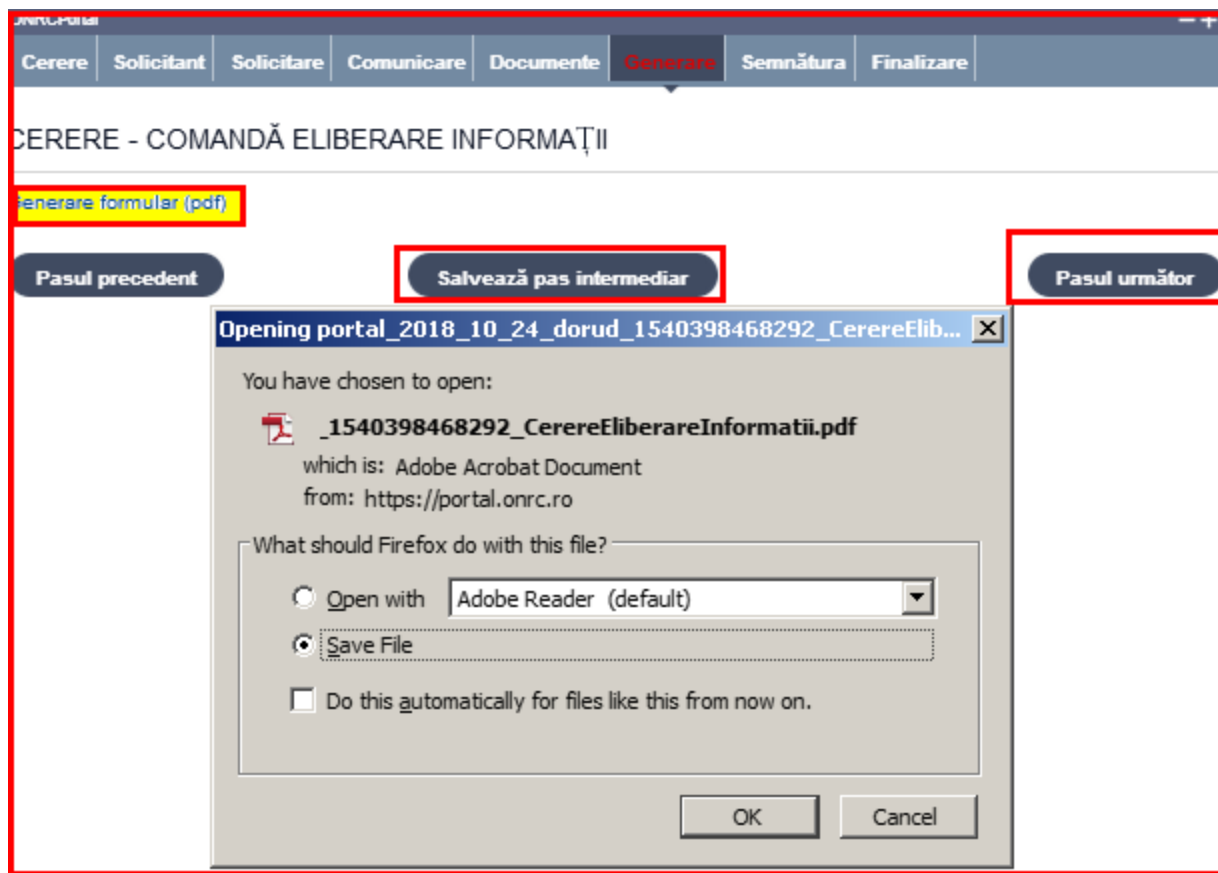 ONRCPortal
Cerere Solicitant Solicitare Comunicare Documente Generare Semnătura Finalizare
CERERE - COMANDĂ ELIBERARE INFORMAȚII
Generare formular (pdf)
Pasul precedent Salvează pas intermediar Pasul următor
Opening portal_2018_10_24_dorud_1540398468292_CerereElib...
You have chosen to open:
_1540398468292_CerereEliberareInformatii.pdf
which is: Adobe Acrobat Document
from: https://portal.onrc.ro
What should Firefox do with this file?
Open with Adobe Reader (default)
Save File
Do this automatically for files like this from now on.
OK Cancel